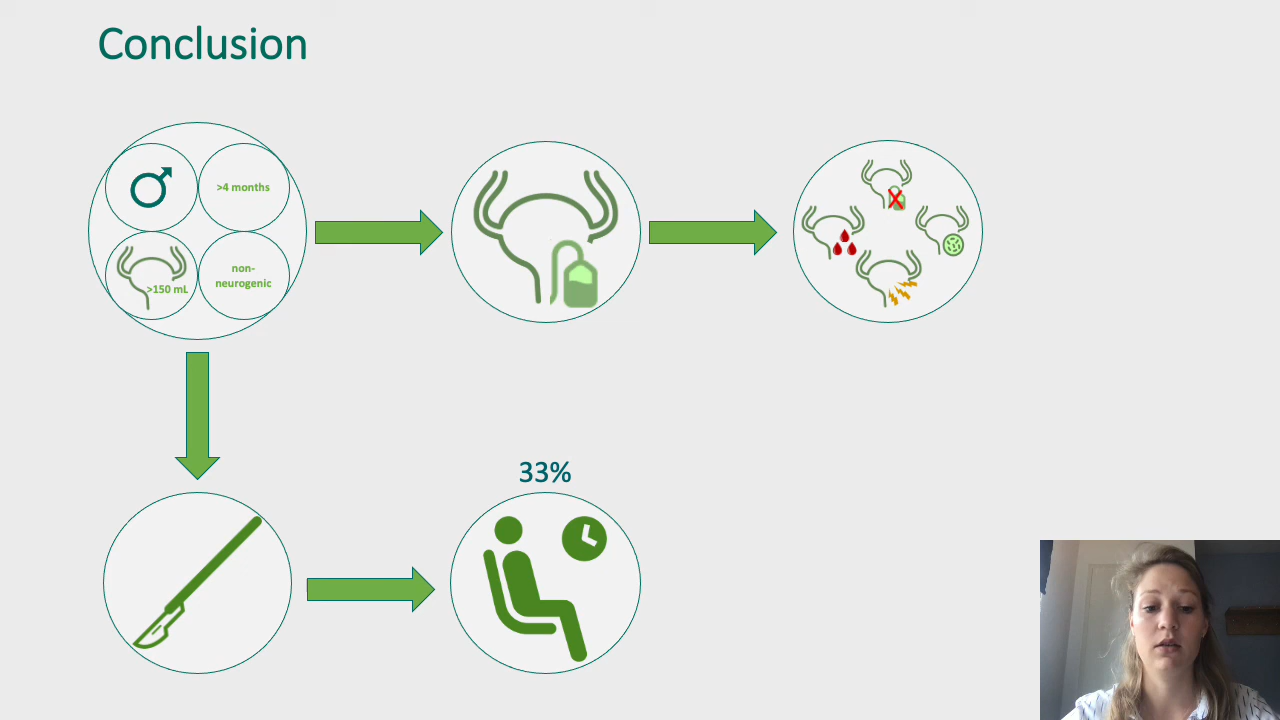 Conclusion
>4 months
>150 mL
non-
neurogenic
33%